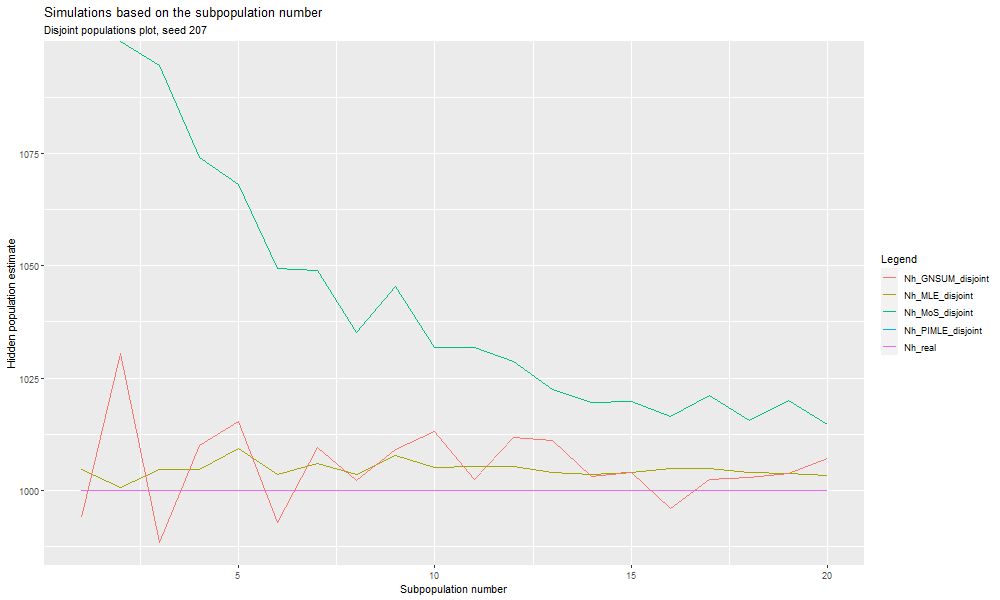 Simulations based on the subpopulation number
Disjoint populations plot, seed 207
Hidden population estimate
1075
1050
1025
1000
5
10
15
20
Subpopulation number
Legend
Nh_GNSUM_disjoint
Nh_MLE_disjoint
Nh_MoS_disjoint
Nh_PIMLE_disjoint
Nh_real